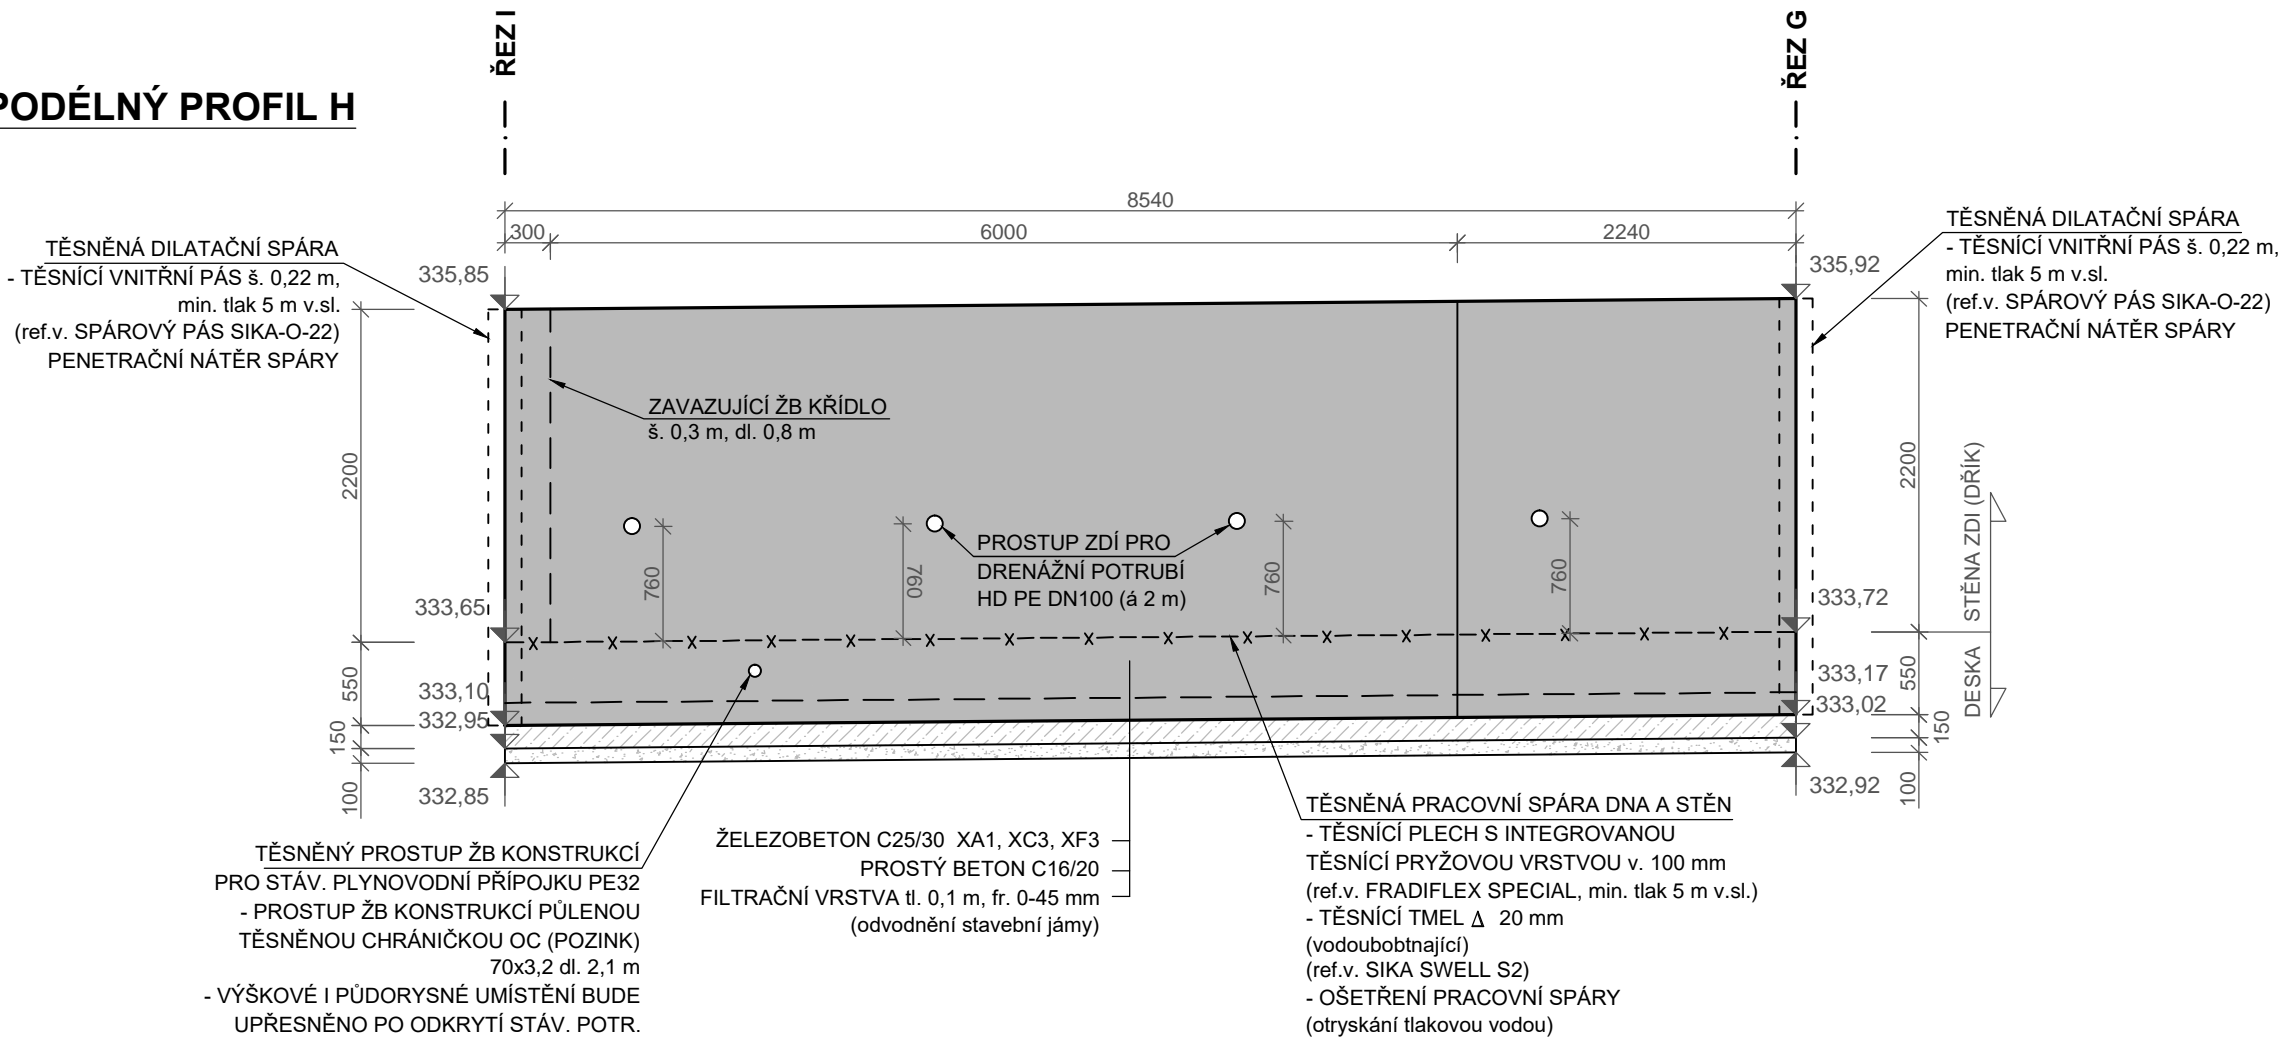 ŘEZ I
ŘEZ G
PODÉLNÝ PROFIL H
8540
300
6000
2240
TĚSNĚNÁ DILATAČNÍ SPÁRA
- TĚSNÍCÍ VNITŘNÍ PÁS š. 0,22 m,
min. tlak 5 m v.sl.
(ref.v. SPÁROVÝ PÁS SIKA-O-22)
PENETRAČNÍ NÁTĚR SPÁRY
335,85
335,92
TĚSNĚNÁ DILATAČNÍ SPÁRA
- TĚSNÍCÍ VNITŘNÍ PÁS š. 0,22 m,
min. tlak 5 m v.sl.
(ref.v. SPÁROVÝ PÁS SIKA-O-22)
PENETRAČNÍ NÁTĚR SPÁRY
ZAVAZUJÍCÍ ŽB KŘÍDLO
š. 0,3 m, dl. 0,8 m
2200
2200
STĚNA ZDI (DŘÍK)
PROSTUP ZDÍ PRO
DRENÁŽNÍ POTRUBÍ
HD PE DN100 (á 2 m)
760
760
760
760
333,65
333,72
X X X X X X X X X X X X X X X X
550
333,10
332,95
150
100
332,85
333,17
333,02
550
DESKA
150
100
332,92
TĚSNĚNÝ PROSTUP ŽB KONSTRUKCÍ
PRO STÁV. PLYNOVODNÍ PŘÍPOJKU PE32
- PROSTUP ŽB KONSTRUKCÍ PŮLENOU
TĚSNĚNOU CHRÁNIČKOU OC (POZINK)
70x3,2 dl. 2,1 m
- VÝŠKOVÉ I PŮDORYSNÉ UMÍSTĚNÍ BUDE
UPŘESNĚNO PO ODKRYTÍ STÁV. POTR.
ŽELEZOBETON C25/30 XA1, XC3, XF3
PROSTÝ BETON C16/20
FILTRAČNÍ VRSTVA tl. 0,1 m, fr. 0-45 mm
(odvodnění stavební jámy)
TĚSNĚNÁ PRACOVNÍ SPÁRA DNA A STĚN
- TĚSNÍCÍ PLECH S INTEGROVANOU
TĚSNÍCÍ PRYŽOVOU VRSTVOU v. 100 mm
(ref.v. FRADIFLEX SPECIAL, min. tlak 5 m v.sl.)
- TĚSNÍCÍ TMEL Δ 20 mm
(vodoubobtnající)
(ref.v. SIKA SWELL S2)
- OŠETŘENÍ PRACOVNÍ SPÁRY
(otryskání tlakovou vodou)